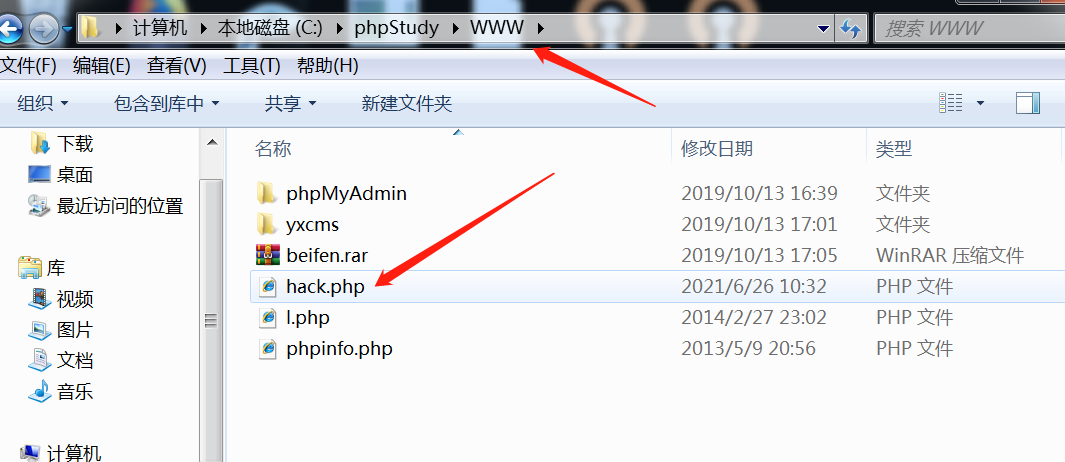 计算机 本地磁盘 (C:) phpStudy WWW 搜索 WWW
文件(F) 编辑(E) 查看(V) 工具(T) 帮助(H)
组织 包含到库中 共享 新建文件夹
下载
桌面
最近访问的位置
库
视频
图片
文档
音乐
计算机
名称 修改日期 类型
phpMyAdmin 2019/10/13 16:39 文件夹
yxcms 2019/10/13 17:01 文件夹
beifen.rar 2019/10/13 17:05 WinRAR 压缩文件
hack.php 2021/6/26 10:32 PHP 文件
l.php 2014/2/27 23:02 PHP 文件
phpinfo.php 2013/5/9 20:56 PHP 文件